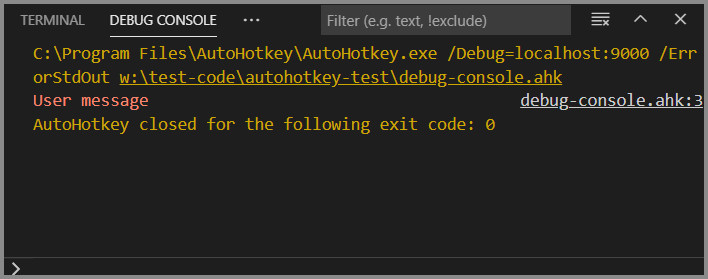 TERMINAL DEBUG CONSOLE ··· Filter (e.g. text, !exclude)
C:\Program Files\AutoHotkey\AutoHotkey.exe /Debug=localhost:9000 /Err
orStdOut w:\test-code\autohotkey-test\debug-console.ahk
User message debug-console.ahk:3
AutoHotkey closed for the following exit code: 0